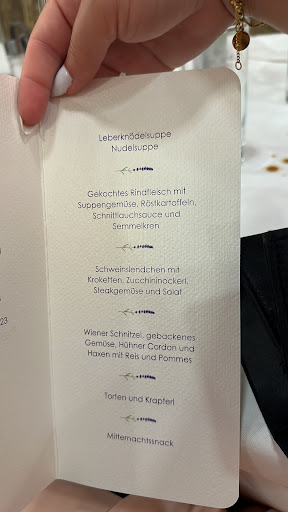 Leberknödelsuppe
Nudelsuppe
Gekochtes Rindfleisch mit
Suppengemüse, Röstkartoffeln,
Schnittlauchsauce und
Semmelkren
Schweinslendchen mit
Kroketten, Zucchininockerl,
Steakgemüse und Salat
Wiener Schnitzel, gebackenes
Gemüse, Hühner Cordon und
Haxen mit Reis und Pommes
Torten und Krapferl
Mitternachtssnack
23